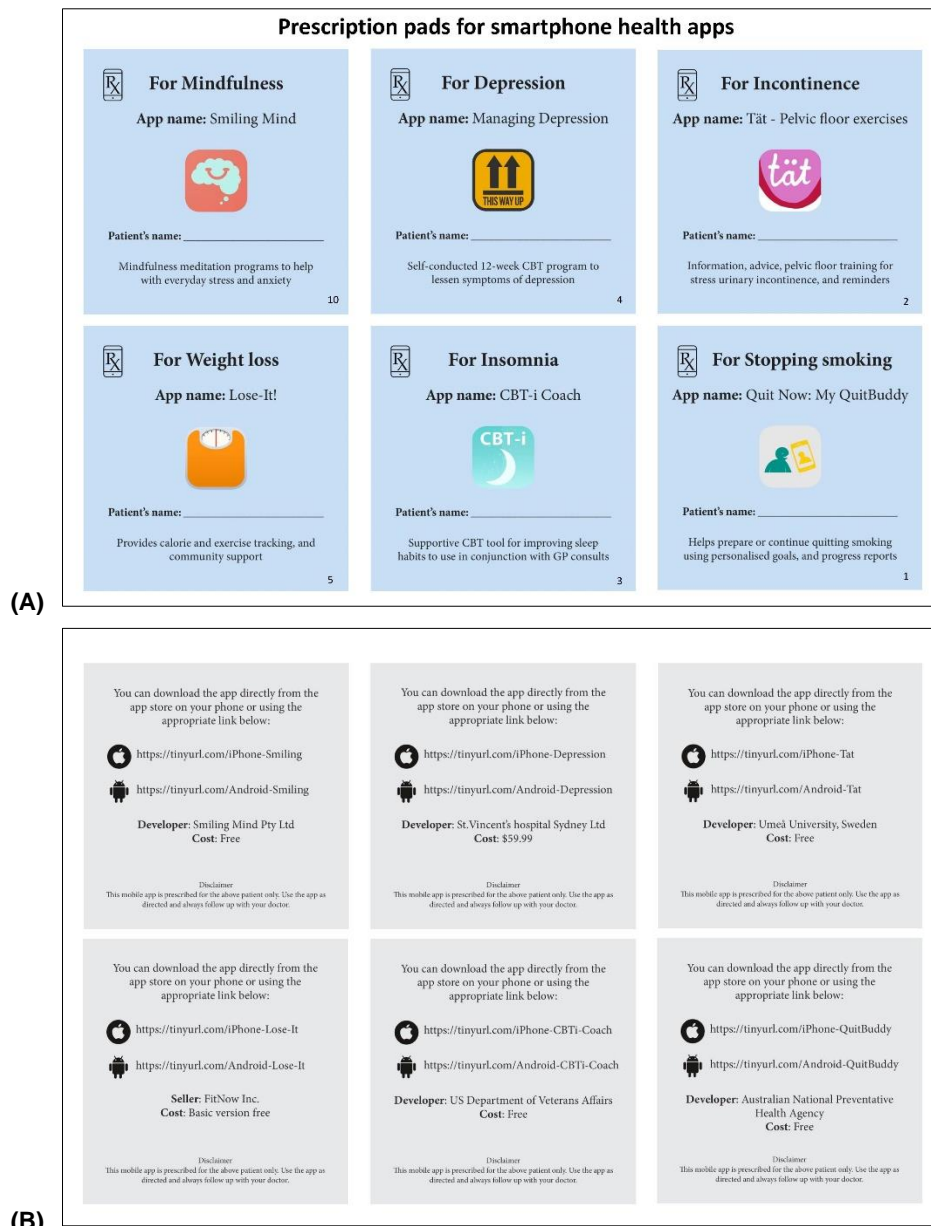 Prescription pads for smartphone health apps
For Mindfulness
App name: Smiling Mind
Patient's name: ____________________
Mindfulness meditation programs to help
with everyday stress and anxiety
10
For Depression
App name: Managing Depression
THIS WAY UP
Patient's name: ____________________
Self-conducted 12-week CBT program to
lessen symptoms of depression
4
For Incontinence
App name: Tät - Pelvic floor exercises
tät
Patient's name: ____________________
Information, advice, pelvic floor training for
stress urinary incontinence, and reminders
2
For Weight loss
App name: Lose-It!
Patient's name: ____________________
Provides calorie and exercise tracking, and
community support
5
For Insomnia
App name: CBT-i Coach
CBT-i
Patient's name: ____________________
Supportive CBT tool for improving sleep
habits to use in conjunction with GP consults
3
For Stopping smoking
App name: Quit Now: My QuitBuddy
Patient's name: ____________________
Helps prepare or continue quitting smoking
using personalised goals, and progress reports
1
(A)
You can download the app directly from the
app store on your phone or using the
appropriate link below:
https://tinyurl.com/iPhone-Smiling
https://tinyurl.com/Android-Smiling
Developer: Smiling Mind Pty Ltd
Cost: Free
Disclaimer
This mobile app is prescribed for the above patient only. Use the app as
directed and always follow up with your doctor.
You can download the app directly from the
app store on your phone or using the
appropriate link below:
https://tinyurl.com/iPhone-Depression
https://tinyurl.com/Android-Depression
Developer: St.Vincent's hospital Sydney Ltd
Cost: $59.99
Disclaimer
This mobile app is prescribed for the above patient only. Use the app as
directed and always follow up with your doctor.
You can download the app directly from the
app store on your phone or using the
appropriate link below:
https://tinyurl.com/iPhone-Tat
https://tinyurl.com/Android-Tat
Developer: Umeå University, Sweden
Cost: Free
Disclaimer
This mobile app is prescribed for the above patient only. Use the app as
directed and always follow up with your doctor.
You can download the app directly from the
app store on your phone or using the
appropriate link below:
https://tinyurl.com/iPhone-Lose-It
https://tinyurl.com/Android-Lose-It
Seller: FitNow Inc.
Cost: Basic version free
Disclaimer
This mobile app is prescribed for the above patient only. Use the app as
directed and always follow up with your doctor.
You can download the app directly from the
app store on your phone or using the
appropriate link below:
https://tinyurl.com/iPhone-CBTi-Coach
https://tinyurl.com/Android-CBTi-Coach
Developer: US Department of Veterans Affairs
Cost: Free
Disclaimer
This mobile app is prescribed for the above patient only. Use the app as
directed and always follow up with your doctor.
You can download the app directly from the
app store on your phone or using the
appropriate link below:
https://tinyurl.com/iPhone-QuitBuddy
https://tinyurl.com/Android-QuitBuddy
Developer: Australian National Preventative
Health Agency
Cost: Free
Disclaimer
This mobile app is prescribed for the above patient only. Use the app as
directed and always follow up with your doctor.
(B)